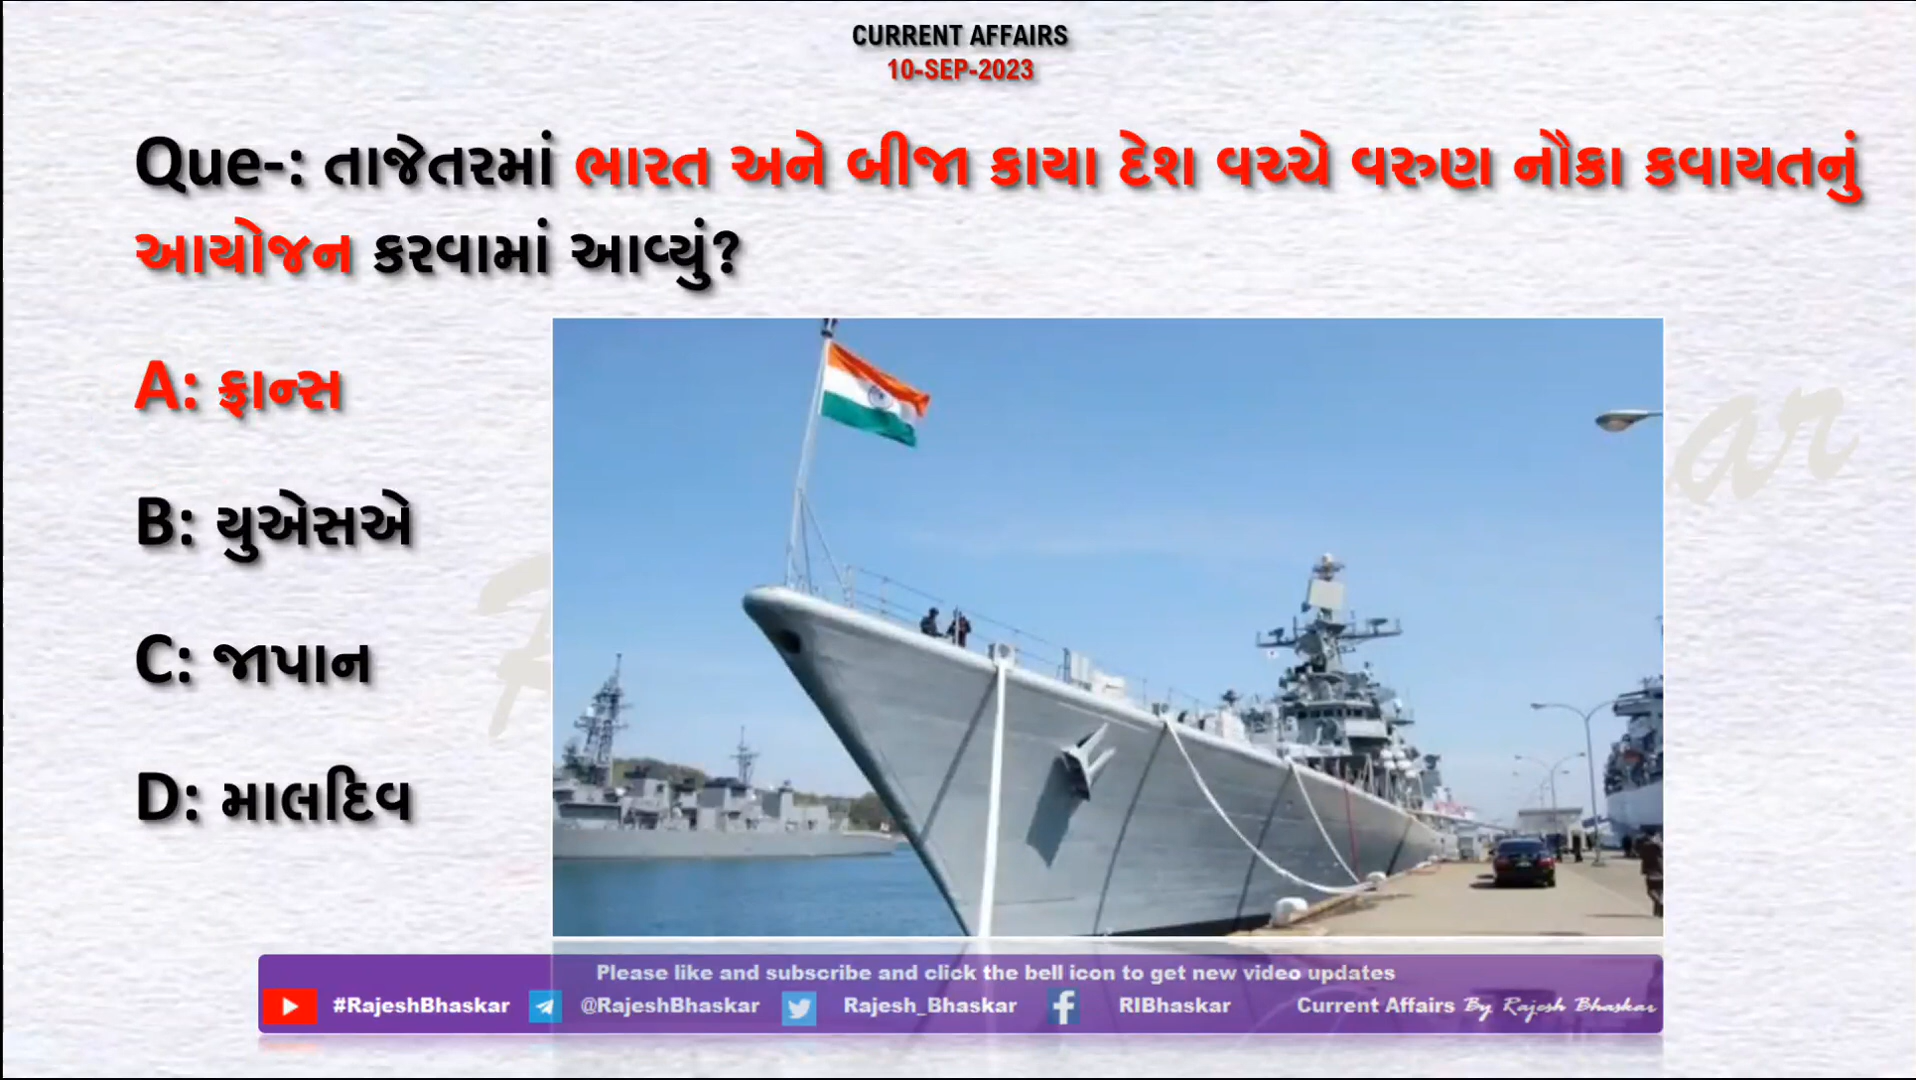 CURRENT AFFAIRS
10-SEP-2023
Que-: તાજેતરમાં ભારત અને બીજા કાયા દેશ વચ્ચે વરુણ નૌકા કવાયતનું
આયોજન કરવામાં આવ્યું?
A: ફ્રાન્સ
B: યુએસએ
C: જાપાન
D: માલદિવ
Please like and subscribe and click the bell icon to get new video updates
#RajeshBhaskar @RajeshBhaskar Rajesh_Bhaskar RIBhaskar Current Affairs By Rajesh Bhaskar